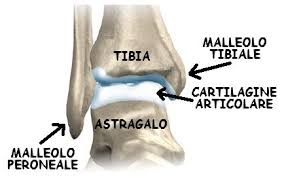 MALLEOLO
TIBIALE
TIBIA
CARTILAGINE
ARTICOLARE
ASTRAGALO
MALLEOLO
PERONEALE